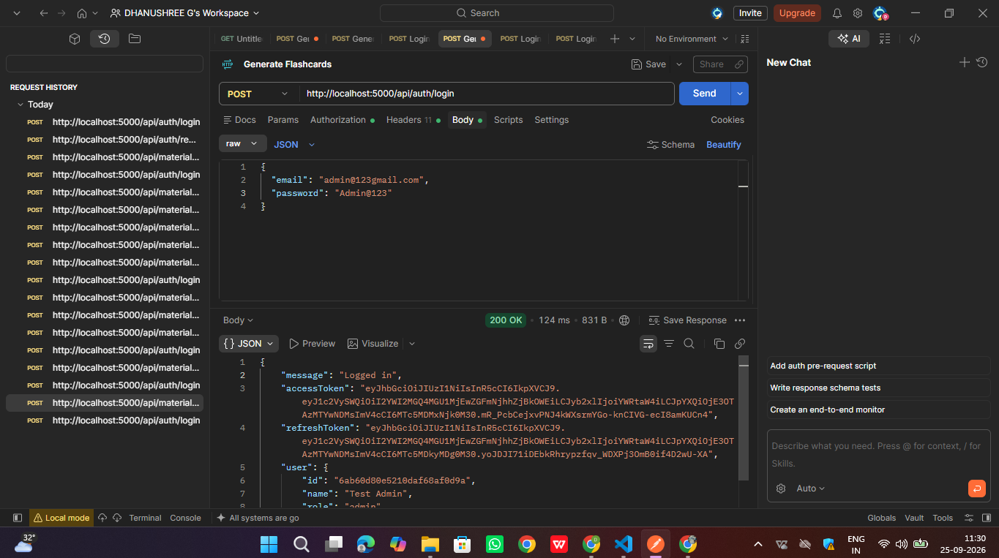 DHANUSHREE G's Workspace
Search
Invite
Upgrade
REQUEST HISTORY
Today
POST http://localhost:5000/api/auth/login
POST http://localhost:5000/api/auth/re...
POST http://localhost:5000/api/material...
POST http://localhost:5000/api/auth/login
POST http://localhost:5000/api/material...
POST http://localhost:5000/api/material...
POST http://localhost:5000/api/material...
POST http://localhost:5000/api/material...
POST http://localhost:5000/api/material...
POST http://localhost:5000/api/auth/login
POST http://localhost:5000/api/material...
POST http://localhost:5000/api/material...
POST http://localhost:5000/api/material...
POST http://localhost:5000/api/auth/login
POST http://localhost:5000/api/material...
POST http://localhost:5000/api/auth/login
POST http://localhost:5000/api/material...
POST http://localhost:5000/api/auth/login
GET Untitle POST Ge POST Gene POST Login POST Ge POST Login POST Login No Environment
HTTP Generate Flashcards Save Share
POST http://localhost:5000/api/auth/login Send
Docs Params Authorization Headers 11 Body Scripts Settings Cookies
raw JSON Schema Beautify
1 {
2 "email": "admin@123gmail.com",
3 "password": "Admin@123"
4 }
Body 200 OK 124 ms 831 B e.g. Save Response
{} JSON Preview Visualize
1 {
2 "message": "Logged in",
3 "accessToken": "eyJhbGciOiJIUzI1NiIsInR5cCI6IkpXVCJ9.
eyJ1c2VySWQiOiI2YWI2MGQ4MGU1MjEwZGFmNjhhZjBkOWEiLCJyb2xlIjoiYWRtaW4iLCJpYXQiOjE3OT
AzMTYwNDMsImV4cCI6MTc5MDMxNjk0M30.mR_PcbCejxvPNJ4kWXsrmYGo-knCIVG-ecI8amKUCn4",
4 "refreshToken": "eyJhbGciOiJIUzI1NiIsInR5cCI6IkpXVCJ9.
eyJ1c2VySWQiOiI2YWI2MGQ4MGU1MjEwZGFmNjhhZjBkOWEiLCJyb2xlIjoiYWRtaW4iLCJpYXQiOjE3OT
AzMTYwNDMsImV4cCI6MTc5MDkyMDg0M30.yoJDJI71iDEbkRhrypzfqv_WDXPj3OmB0if4D2wU-XA",
5 "user": {
6 "id": "6ab60d80e5210daf68af0d9a",
7 "name": "Test Admin",
8 "role": "admin"
AI
New Chat
Add auth pre-request script
Write response schema tests
Create an end-to-end monitor
Describe what you need. Press @ for context, / for
Skills.
Auto
Local mode Terminal Console All systems are go Globals Vault Tools
32°
ENG
IN
11:30
25-09-2026